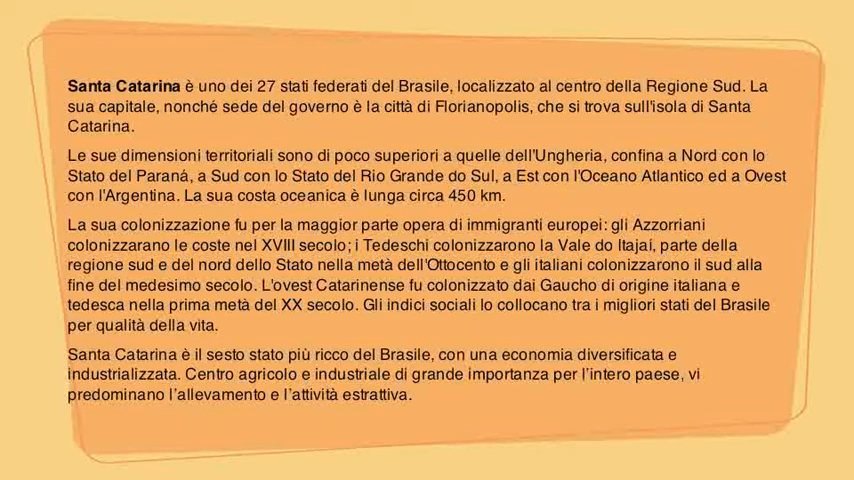 Santa Catarina è uno dei 27 stati federati del Brasile, localizzato al centro della Regione Sud. La
sua capitale, nonché sede del governo è la città di Florianopolis, che si trova sull'isola di Santa
Catarina.
Le sue dimensioni territoriali sono di poco superiori a quelle dell'Ungheria, confina a Nord con lo
Stato del Paraná, a Sud con lo Stato del Rio Grande do Sul, a Est con l'Oceano Atlantico ed a Ovest
con l'Argentina. La sua costa oceanica è lunga circa 450 km.
La sua colonizzazione fu per la maggior parte opera di immigranti europei: gli Azzorriani
colonizzarano le coste nel XVIII secolo; i Tedeschi colonizzarono la Vale do Itajaí, parte della
regione sud e del nord dello Stato nella metà dell'Ottocento e gli italiani colonizzarono il sud alla
fine del medesimo secolo. L'ovest Catarinense fu colonizzato dai Gaucho di origine italiana e
tedesca nella prima metà del XX secolo. Gli indici sociali lo collocano tra i migliori stati del Brasile
per qualità della vita.
Santa Catarina è il sesto stato più ricco del Brasile, con una economia diversificata e
industrializzata. Centro agricolo e industriale di grande importanza per l’intero paese, vi
predominano l’allevamento e l’attività estrattiva.